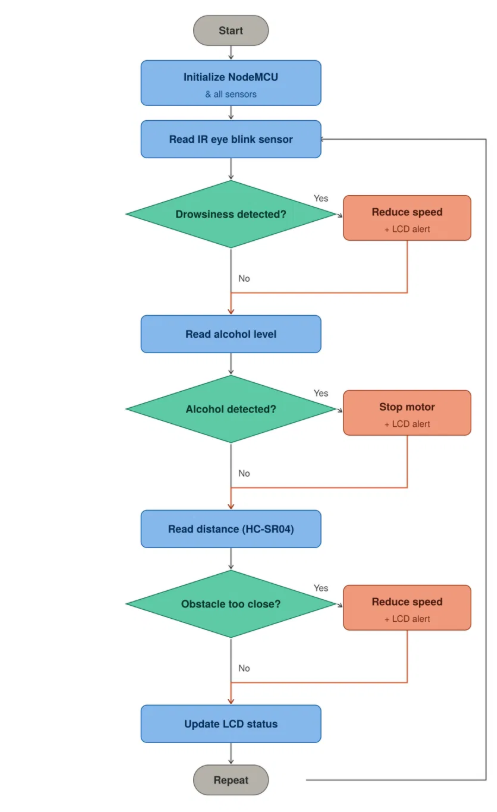 Start
Initialize NodeMCU
& all sensors
Read IR eye blink sensor
Drowsiness detected?
Yes
Reduce speed
+ LCD alert
No
Read alcohol level
Alcohol detected?
Yes
Stop motor
+ LCD alert
No
Read distance (HC-SR04)
Obstacle too close?
Yes
Reduce speed
+ LCD alert
No
Update LCD status
Repeat